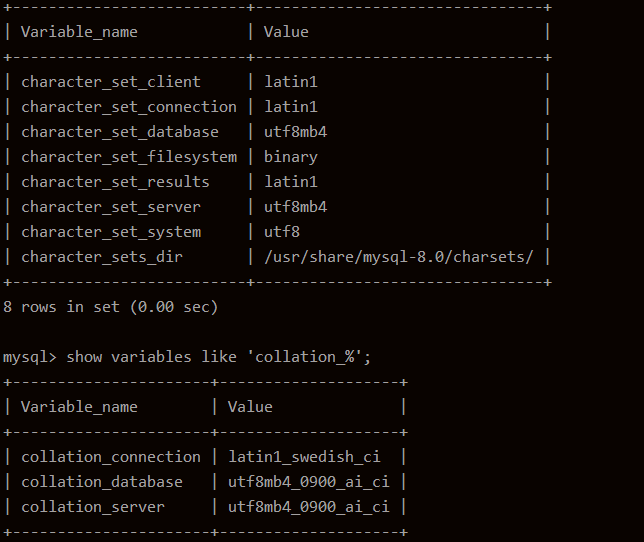 +--------------------------+--------------------------------+
| Variable_name            | Value                          |
+--------------------------+--------------------------------+
| character_set_client     | latin1                         |
| character_set_connection | latin1                         |
| character_set_database   | utf8mb4                        |
| character_set_filesystem | binary                         |
| character_set_results    | latin1                         |
| character_set_server     | utf8mb4                        |
| character_set_system     | utf8                           |
| character_sets_dir       | /usr/share/mysql-8.0/charsets/ |
+--------------------------+--------------------------------+
8 rows in set (0.00 sec)

mysql> show variables like 'collation_%';
+----------------------+--------------------+
| Variable_name        | Value              |
+----------------------+--------------------+
| collation_connection | latin1_swedish_ci  |
| collation_database   | utf8mb4_0900_ai_ci |
| collation_server     | utf8mb4_0900_ai_ci |
+----------------------+--------------------+